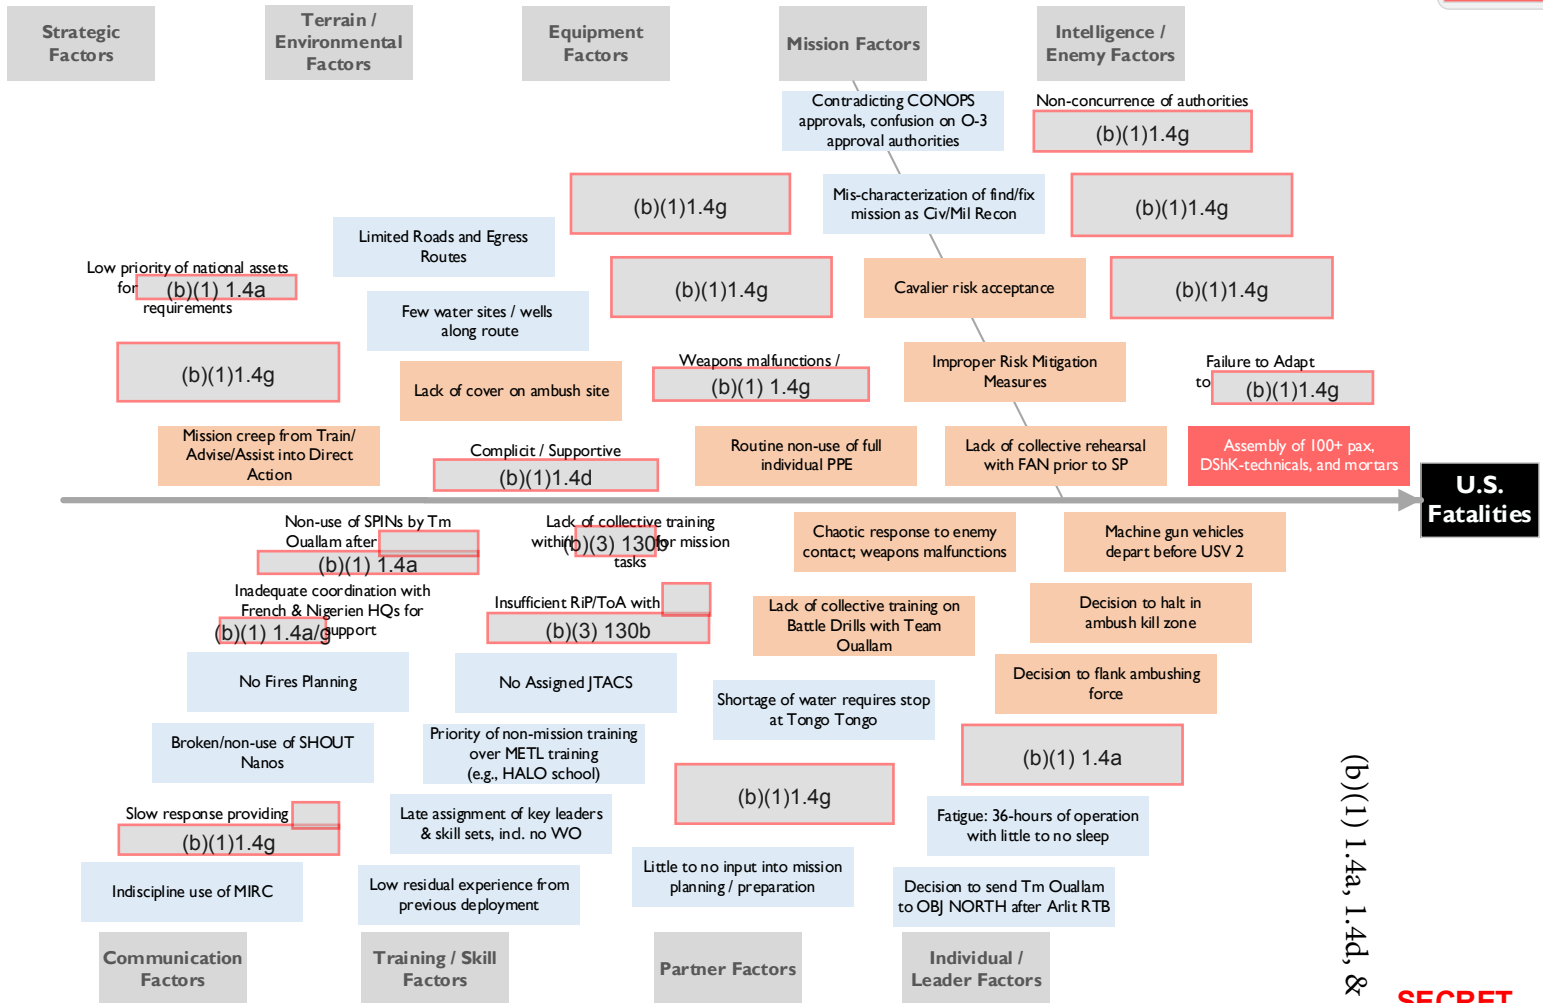 Strategic
Factors
Terrain /
Environmental
Factors
Equipment
Factors
Mission Factors
Intelligence /
Enemy Factors
Contradicting CONOPS
approvals, confusion on O-3
approval authorities
Non-concurrence of authorities
(b)(1)1.4g
(b)(1)1.4g
Mis-characterization of find/fix
mission as Civ/Mil Recon
(b)(1)1.4g
Limited Roads and Egress
Routes
Low priority of national assets
for (b)(1) 1.4a
requirements
(b)(1)1.4g
Cavalier risk acceptance
(b)(1)1.4g
Few water sites / wells
along route
(b)(1)1.4g
Lack of cover on ambush site
Weapons malfunctions /
(b)(1) 1.4g
Improper Risk Mitigation
Measures
Failure to Adapt
to (b)(1)1.4g
Mission creep from Train/
Advise/Assist into Direct
Action
Complicit / Supportive
(b)(1)1.4d
Routine non-use of full
individual PPE
Lack of collective rehearsal
with FAN prior to SP
Assembly of 100+ pax,
DShK-technicals, and mortars
U.S.
Fatalities
Non-use of SPINs by Tm
Ouallam after
(b)(1) 1.4a
Lack of collective training
within (b)(3) 130b for mission
tasks
Chaotic response to enemy
contact; weapons malfunctions
Machine gun vehicles
depart before USV 2
Inadequate coordination with
French & Nigerien HQs for
(b)(1) 1.4a/g support
Insufficient RiP/ToA with
(b)(3) 130b
Lack of collective training on
Battle Drills with Team
Ouallam
Decision to halt in
ambush kill zone
No Fires Planning
No Assigned JTACS
Shortage of water requires stop
at Tongo Tongo
Decision to flank ambushing
force
Broken/non-use of SHOUT
Nanos
Priority of non-mission training
over METL training
(e.g., HALO school)
(b)(1)1.4g
(b)(1) 1.4a
Slow response providing
(b)(1)1.4g
Late assignment of key leaders
& skill sets, incl. no WO
Fatigue: 36-hours of operation
with little to no sleep
Indiscipline use of MIRC
Low residual experience from
previous deployment
Little to no input into mission
planning / preparation
Decision to send Tm Ouallam
to OBJ NORTH after Arlit RTB
Communication
Factors
Training / Skill
Factors
Partner Factors
Individual /
Leader Factors
(b)(1) 1.4a, 1.4d, &
SECRET